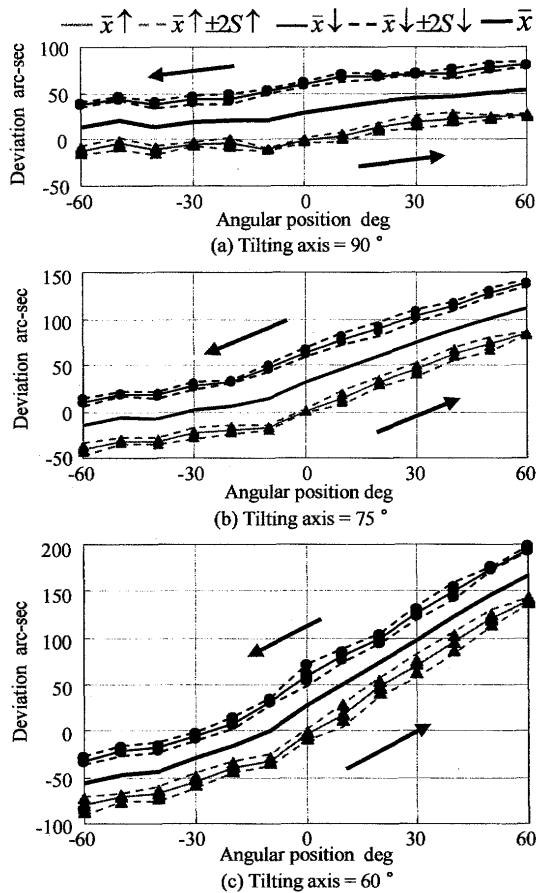 x̄↑ x̄↑±2S↑ x̄↓ x̄↓±2S↓ x̄
100
50
0
-50
Deviation arc-sec
-60 -30 0 30 60
Angular position deg
(a) Tilting axis = 90 °
150
100
50
0
-50
Deviation arc-sec
-60 -30 0 30 60
Angular position deg
(b) Tilting axis = 75 °
200
150
100
50
0
-50
-100
Deviation arc-sec
-60 -30 0 30 60
Angular position deg
(c) Tilting axis = 60 °